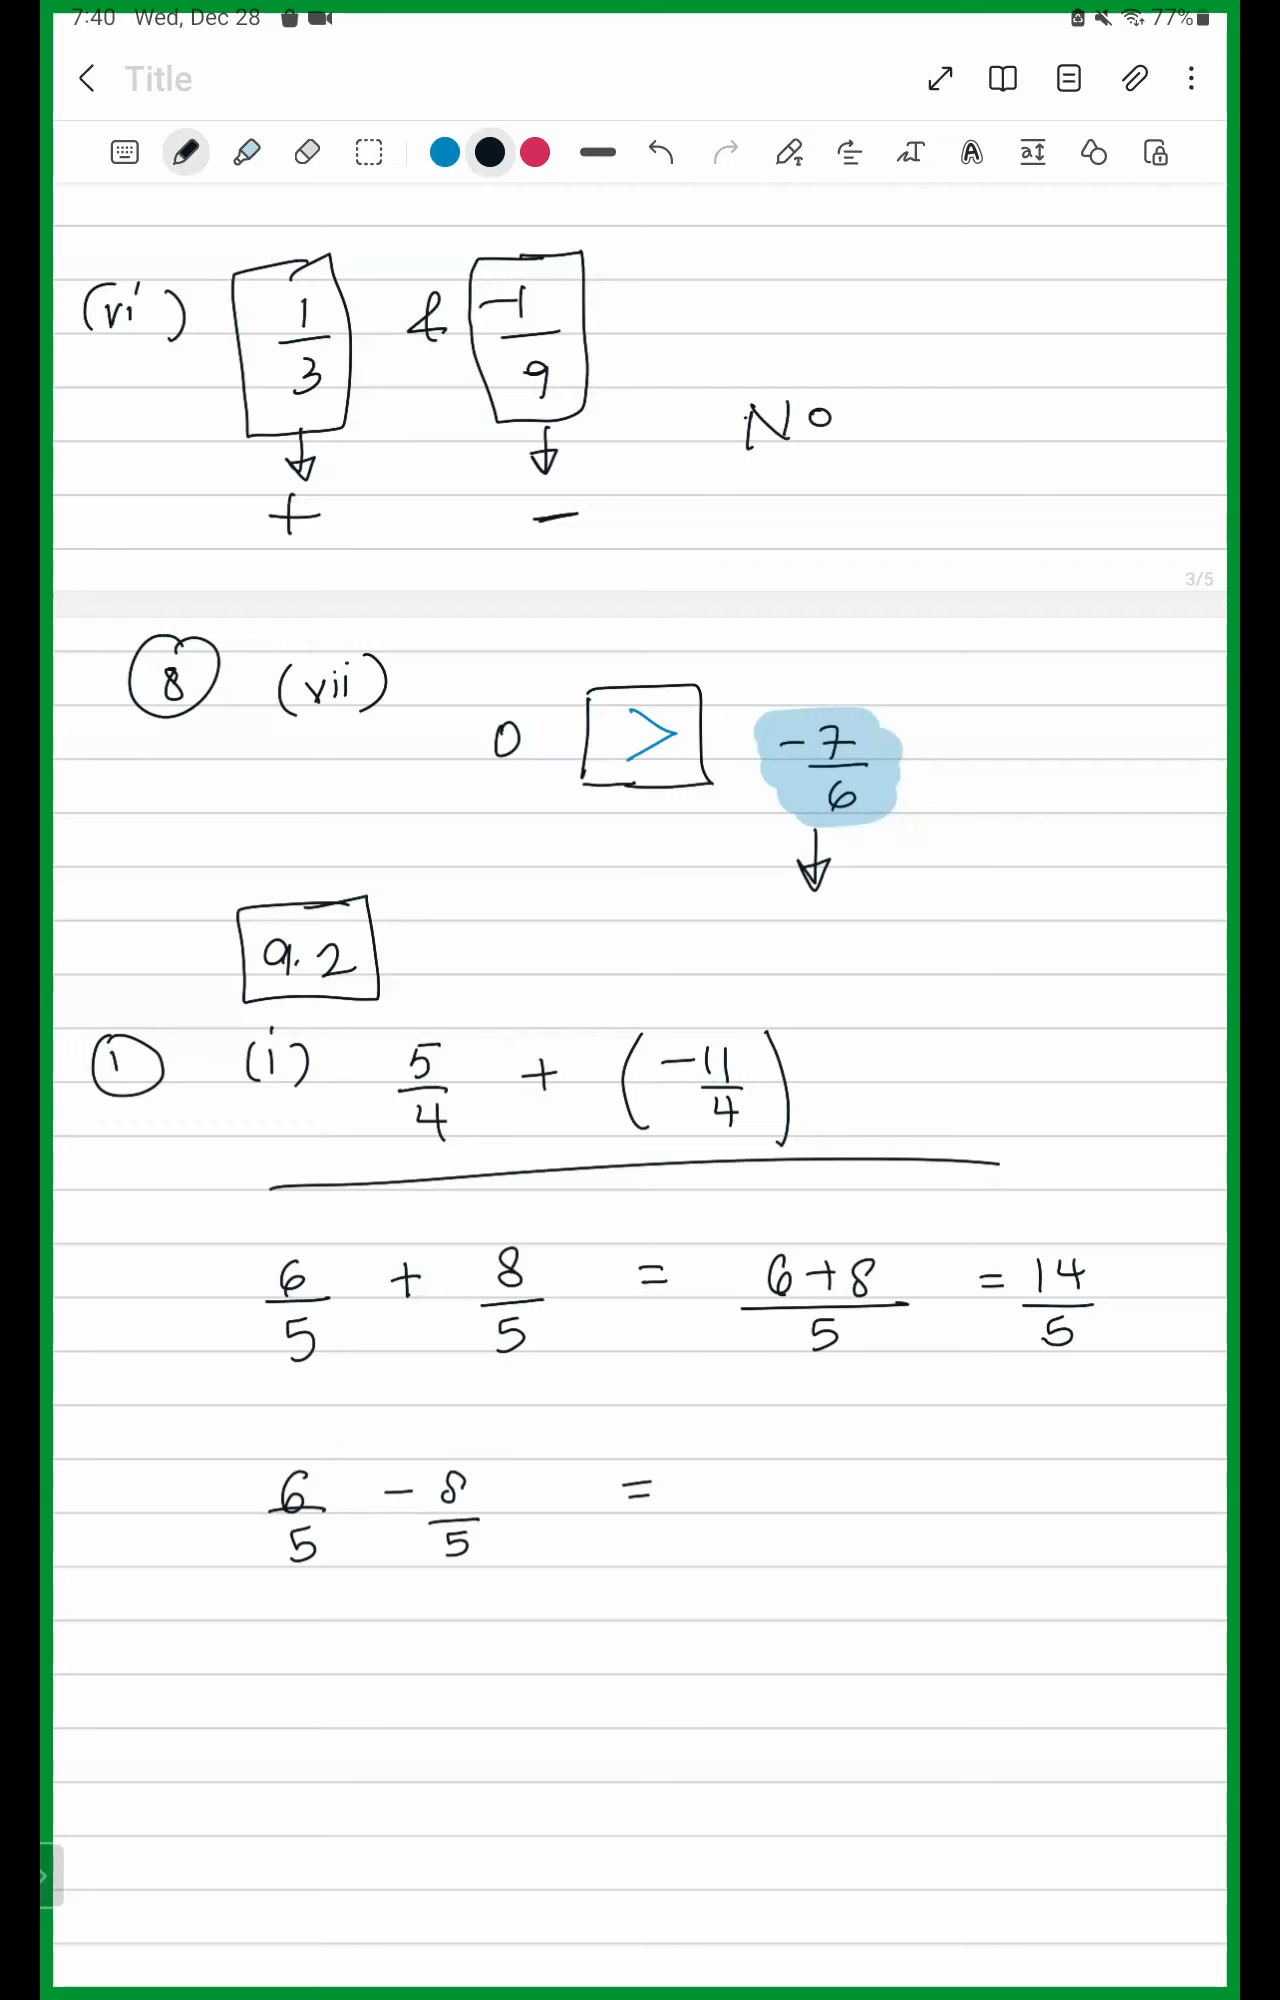 7:40 Wed, Dec 28 77%
Title
(vi) 1/3 & -1/9
No
+ -
3/5
8 (vii) 0 > -7/6
9.2
1 (i) 5/4 + (-11/4)
6/5 + 8/5 = 6+8/5 = 14/5
6/5 - 8/5 =